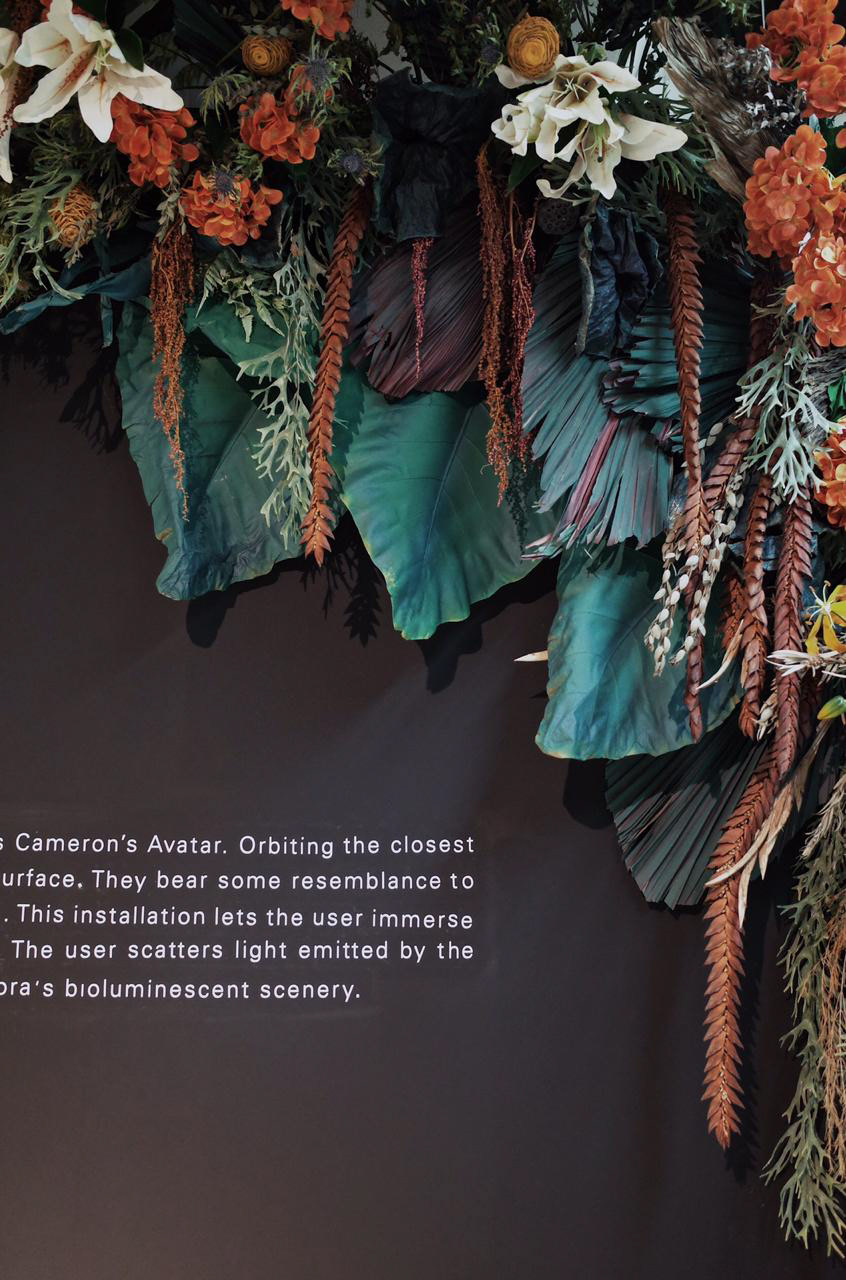 s Cameron's Avatar. Orbiting the closest
urface. They bear some resemblance to
. This installation lets the user immerse
The user scatters light emitted by the
ora's bioluminescent scenery.